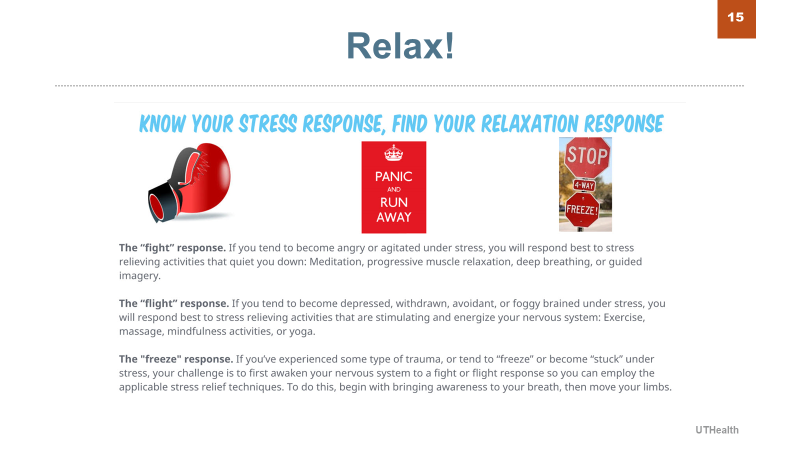 15
Relax!
KNOW YOUR STRESS RESPONSE, FIND YOUR RELAXATION RESPONSE
PANIC
AND
RUN
AWAY
STOP
4-WAY
FREEZE!
The “fight” response. If you tend to become angry or agitated under stress, you will respond best to stress
relieving activities that quiet you down: Meditation, progressive muscle relaxation, deep breathing, or guided
imagery.
The “flight” response. If you tend to become depressed, withdrawn, avoidant, or foggy brained under stress, you
will respond best to stress relieving activities that are stimulating and energize your nervous system: Exercise,
massage, mindfulness activities, or yoga.
The "freeze" response. If you’ve experienced some type of trauma, or tend to “freeze” or become “stuck” under
stress, your challenge is to first awaken your nervous system to a fight or flight response so you can employ the
applicable stress relief techniques. To do this, begin with bringing awareness to your breath, then move your limbs.
UTHealth